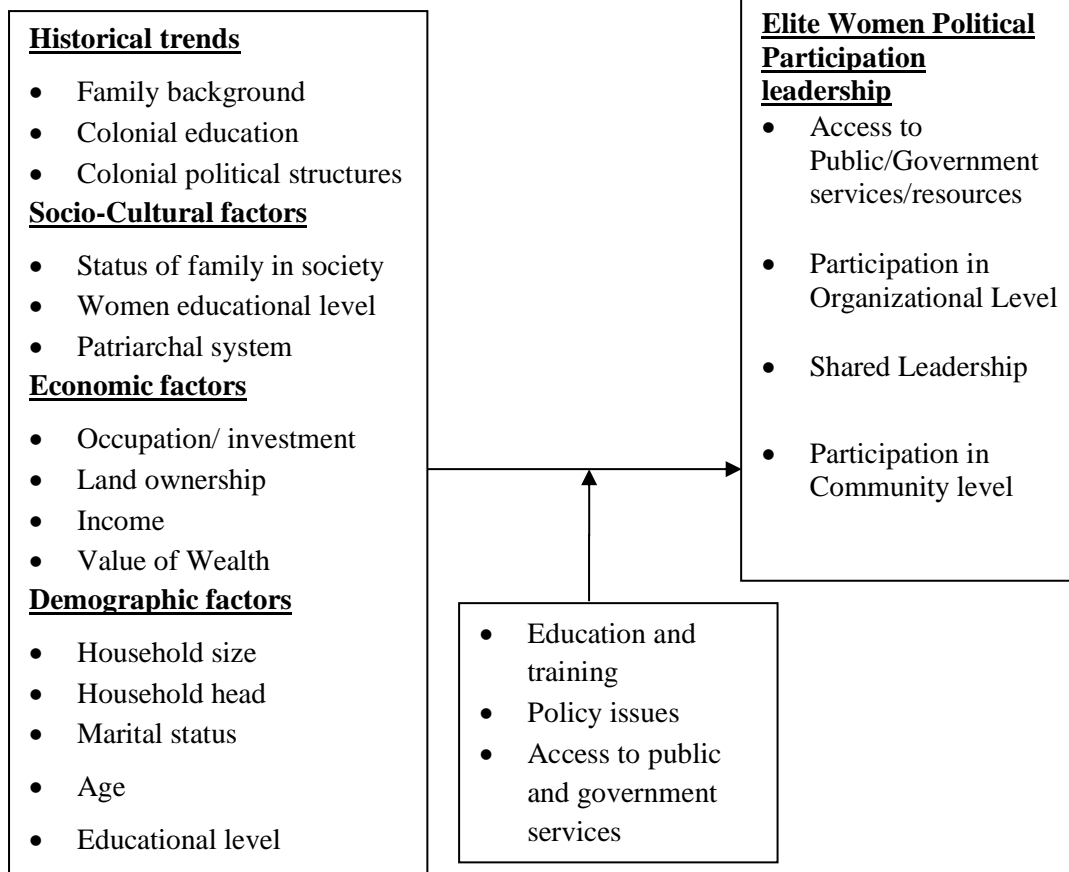 Historical trends
• Family background
• Colonial education
• Colonial political structures
Socio-Cultural factors
• Status of family in society
• Women educational level
• Patriarchal system
Economic factors
• Occupation/ investment
• Land ownership
• Income
• Value of Wealth
Demographic factors
• Household size
• Household head
• Marital status
• Age
• Educational level
• Education and
training
• Policy issues
• Access to public
and government
services
Elite Women Political
Participation
leadership
• Access to
Public/Government
services/resources
• Participation in
Organizational Level
• Shared Leadership
• Participation in
Community level